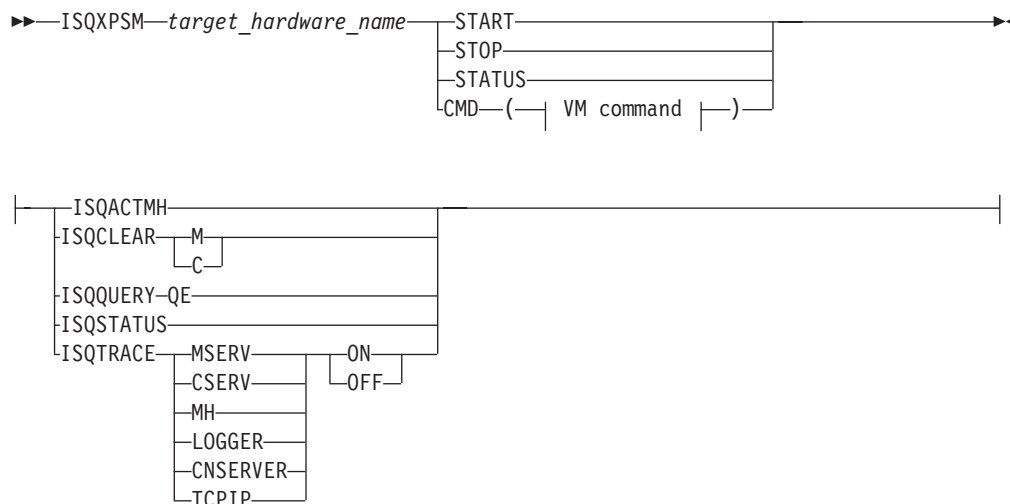 ISQXPSM target_hardware_name START
STOP
STATUS
CMD ( VM command )
ISQACTMH
ISQCLEAR M
C
ISQQUERY QE
ISQSTATUS
ISQTRACE MSERV ON
CSERV OFF
MH
LOGGER
CNSERVER
TCPIP